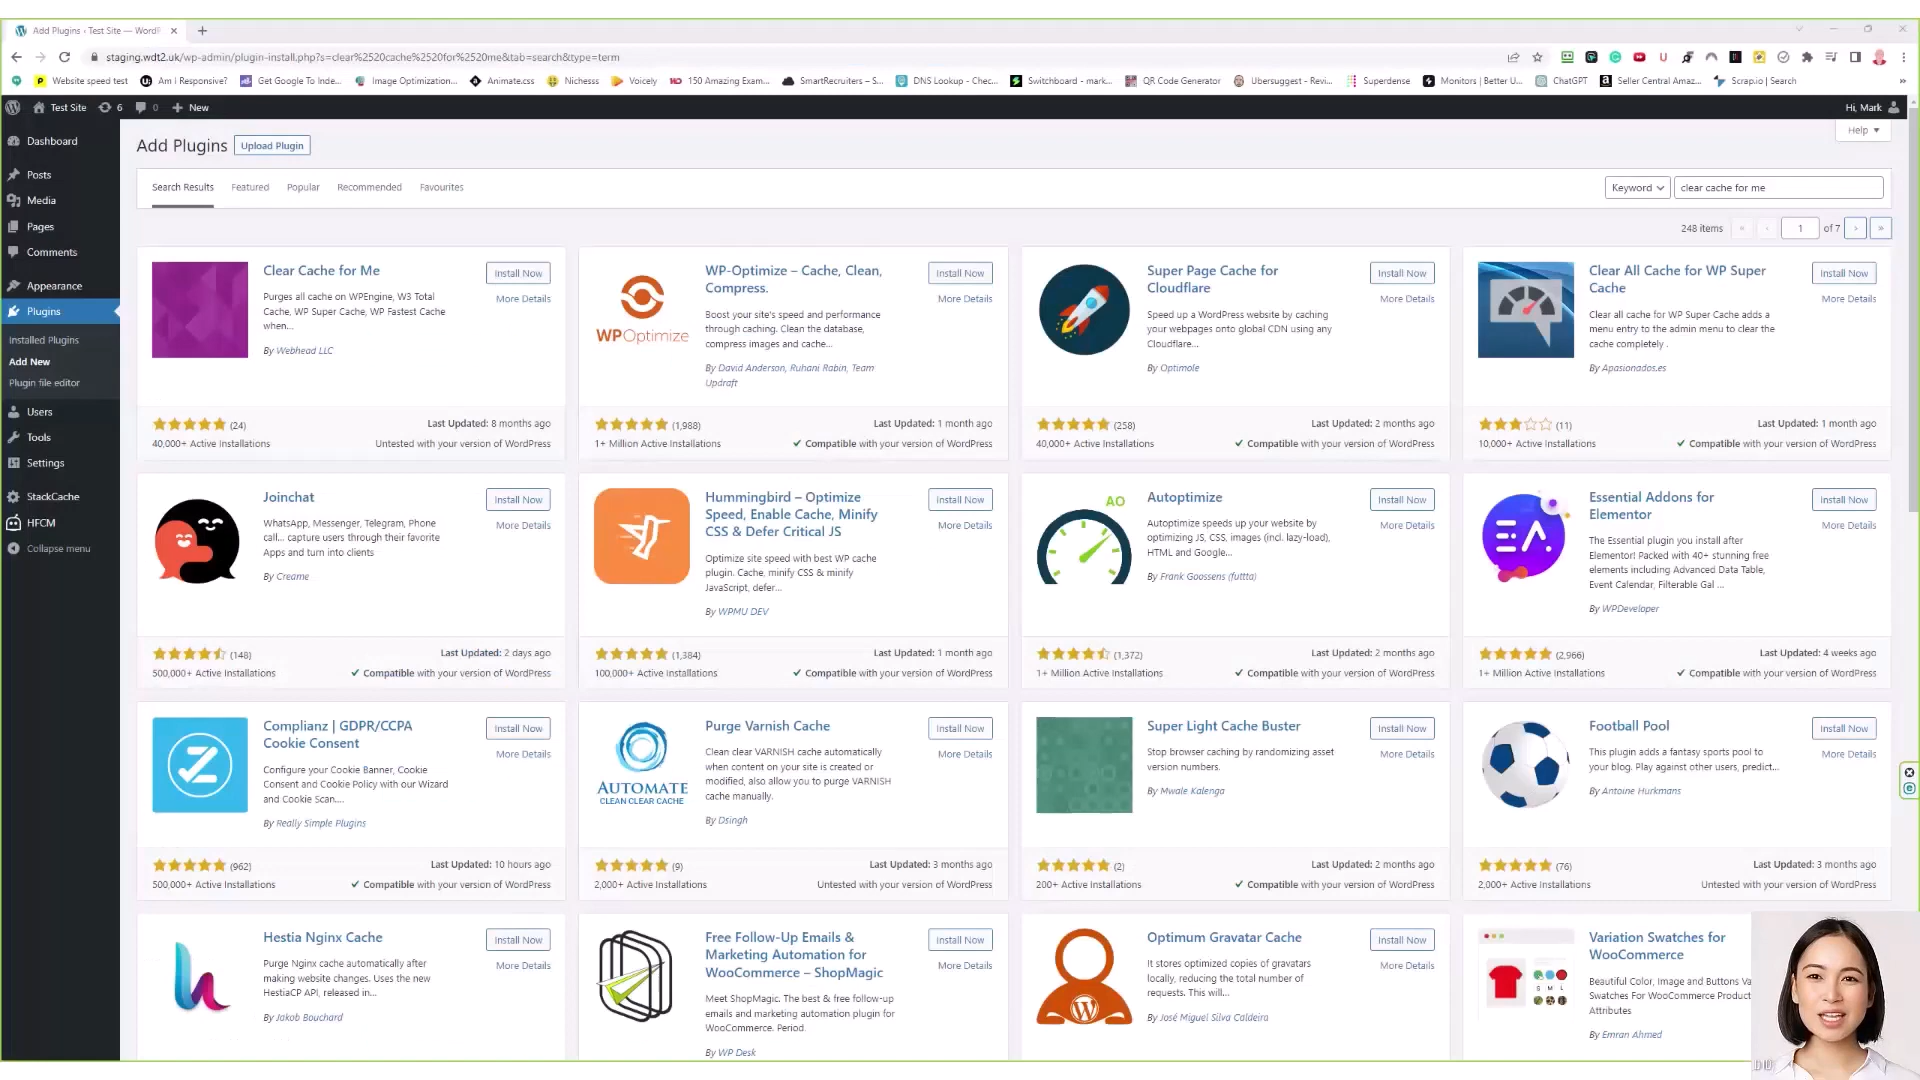 Add Plugins ‹ Test Site — WordP
staging.wdt2.uk/wp-admin/plugin-install.php?s=clear%2520cache%2520for%2520me&tab=search&type=term
Website speed test
Am i Responsive?
Get Google To Inde...
Image Optimization...
Animate.css
Nichesss
Voicely
150 Amazing Exam...
SmartRecruiters – S...
DNS Lookup - Chec...
Switchboard - mark...
QR Code Generator
Ubersuggest - Revi...
Superdense
Monitors | Better U...
ChatGPT
Seller Central Amaz...
Scrap.io | Search
Test Site
6
0
New
Hi, Mark
Dashboard
Posts
Media
Pages
Comments
Appearance
Plugins
Installed Plugins
Add New
Plugin file editor
Users
Tools
Settings
StackCache
HFCM
Collapse menu
Help
Add Plugins
Upload Plugin
Search Results
Featured
Popular
Recommended
Favourites
Keyword
clear cache for me
248 items
«
‹
1
of 7
›
»
Clear Cache for Me
Install Now
More Details
Purges all cache on WPEngine, W3 Total
Cache, WP Super Cache, WP Fastest Cache
when...
By Webhead LLC
(24)
Last Updated: 8 months ago
40,000+ Active Installations
Untested with your version of WordPress
WPOptimize
WP-Optimize – Cache, Clean,
Compress.
Install Now
More Details
Boost your site's speed and performance
through caching. Clean the database,
compress images and cache...
By David Anderson, Ruhani Rabin, Team
Updraft
(1,988)
Last Updated: 1 month ago
1+ Million Active Installations
Compatible with your version of WordPress
Super Page Cache for
Cloudflare
Install Now
More Details
Speed up a WordPress website by caching
your webpages onto global CDN using any
Cloudflare...
By Optimole
(258)
Last Updated: 2 months ago
40,000+ Active Installations
Compatible with your version of WordPress
Clear All Cache for WP Super
Cache
Install Now
More Details
Clear all cache for WP Super Cache adds a
menu entry to the admin menu to clear the
cache completely .
By Apasionados.es
(11)
Last Updated: 1 month ago
10,000+ Active Installations
Compatible with your version of WordPress
Joinchat
Install Now
More Details
WhatsApp, Messenger, Telegram, Phone
call... capture users through their favorite
Apps and turn into clients
By Creame
(148)
Last Updated: 2 days ago
500,000+ Active Installations
Compatible with your version of WordPress
Hummingbird – Optimize
Speed, Enable Cache, Minify
CSS & Defer Critical JS
Install Now
More Details
Optimize site speed with best WP cache
plugin. Cache, minify CSS & minify
JavaScript, defer...
By WPMU DEV
(1,384)
Last Updated: 1 month ago
100,000+ Active Installations
Compatible with your version of WordPress
AO
Autoptimize
Install Now
More Details
Autoptimize speeds up your website by
optimizing JS, CSS, images (incl. lazy-load),
HTML and Google...
By Frank Goossens (futtta)
(1,372)
Last Updated: 2 months ago
1+ Million Active Installations
Compatible with your version of WordPress
Essential Addons for
Elementor
Install Now
More Details
The Essential plugin you install after
Elementor! Packed with 40+ stunning free
elements including Advanced Data Table,
Event Calendar, Filterable Gal ...
By WPDeveloper
(2,966)
Last Updated: 4 weeks ago
1+ Million Active Installations
Compatible with your version of WordPress
Complianz | GDPR/CCPA
Cookie Consent
Install Now
More Details
Configure your Cookie Banner, Cookie
Consent and Cookie Policy with our Wizard
and Cookie Scan....
By Really Simple Plugins
(962)
Last Updated: 10 hours ago
500,000+ Active Installations
Compatible with your version of WordPress
AUTOMATE
CLEAN CLEAR CACHE
Purge Varnish Cache
Install Now
More Details
Clean clear VARNISH cache automatically
when content on your site is created or
modified, also allow you to purge VARNISH
cache manually.
By Dsingh
(9)
Last Updated: 3 months ago
2,000+ Active Installations
Untested with your version of WordPress
Super Light Cache Buster
Install Now
More Details
Stop browser caching by randomizing asset
version numbers.
By Mwale Kalenga
(2)
Last Updated: 2 months ago
200+ Active Installations
Compatible with your version of WordPress
Football Pool
Install Now
More Details
This plugin adds a fantasy sports pool to
your blog. Play against other users, predict...
By Antoine Hurkmans
(76)
Last Updated: 3 months ago
2,000+ Active Installations
Untested with your version of WordPress
Hestia Nginx Cache
Install Now
More Details
Purge Nginx cache automatically after
making website changes. Uses the new
HestiaCP API, released in...
By Jakob Bouchard
Free Follow-Up Emails &
Marketing Automation for
WooCommerce – ShopMagic
Install Now
More Details
Meet ShopMagic. The best & free follow-up
emails and marketing automation plugin for
WooCommerce. Period.
By WP Desk
Optimum Gravatar Cache
Install Now
More Details
It stores optimized copies of gravatars
locally, reducing the total number of
requests. This will...
By José Miguel Silva Caldeira
S M L
Variation Swatches for
WooCommerce
Beautiful Color, Image and Buttons Va
Swatches For WooCommerce Product
Attributes
By Emran Ahmed